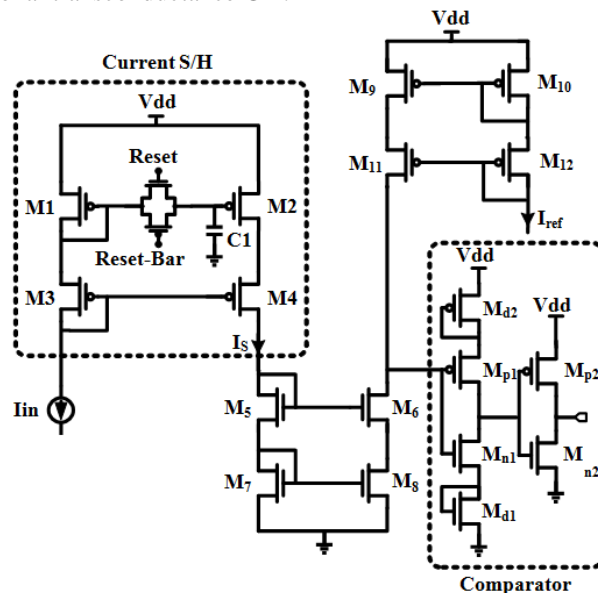 Vdd
Current S/H
Vdd
M9
M10
Reset
M11
M12
M1
M2
C1
Iref
Reset-Bar
M3
M4
Vdd
IS
Md2
Vdd
Mp1
Mp2
Iin
M5
M6
Mn1
Mn2
M7
M8
Md1
Comparator